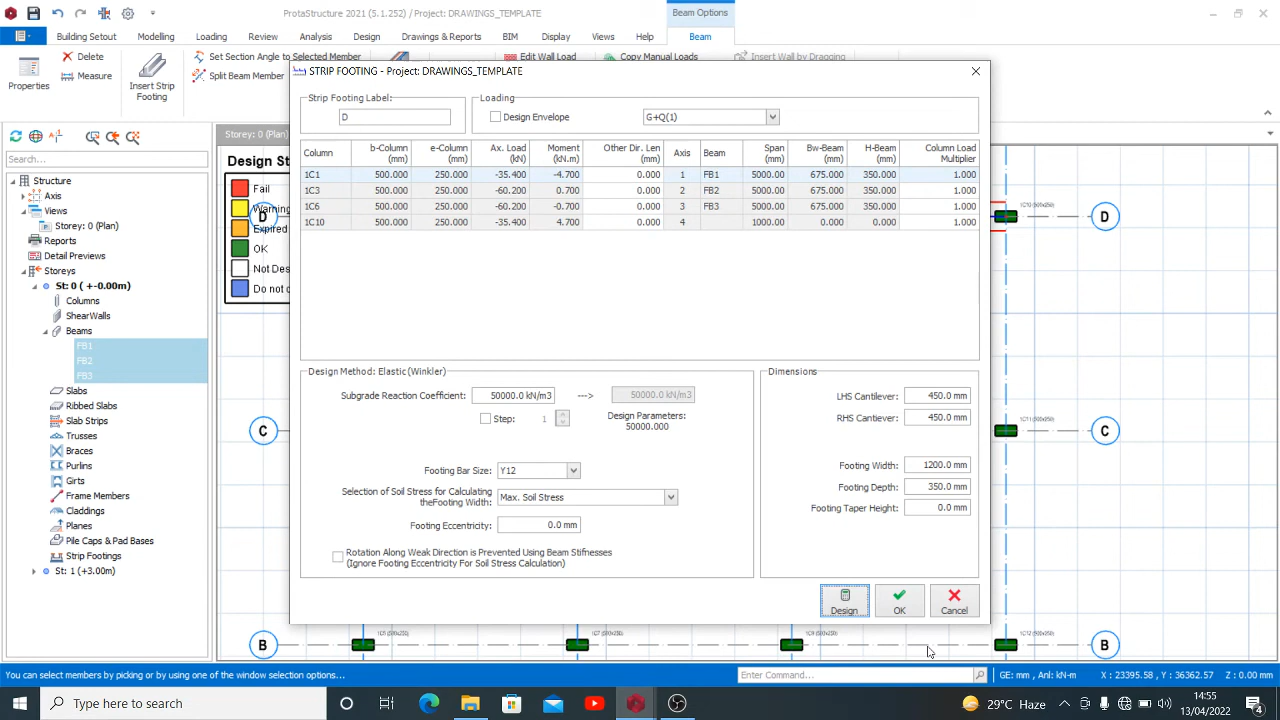 ProtaStructure 2021 (5.1.252) / Project: DRAWINGS_TEMPLATE
Beam Options
Building Setout Modelling Loading Review Analysis Design Drawings & Reports BIM Display Views Help Beam
Properties
Delete
Measure
Insert Strip Footing
Set Section Angle to Selected Member
Split Beam Member
Edit Wall Load
Copy Manual Loads
Insert Wall by Dragging
Search...
Structure
Axis
Views
Storey: 0 (Plan)
Reports
Detail Previews
Storeys
St: 0 ( +-0.00m)
Columns
ShearWalls
Beams
FB1
FB2
FB3
Slabs
Ribbed Slabs
Slab Strips
Trusses
Braces
Purlins
Girts
Frame Members
Claddings
Planes
Pile Caps & Pad Bases
Strip Footings
St: 1 (+3.00m)
Storey: 0 (Plan)
Design St
Fail
Warning
Expired
OK
Not Des
Do not d
D
C
B
STRIP FOOTING - Project: DRAWINGS_TEMPLATE
Strip Footing Label:
D
Loading
Design Envelope
G+Q(1)
Column b-Column (mm) e-Column (mm) Ax. Load (kN) Moment (kN.m) Other Dir. Len (mm) Axis Beam Span (mm) Bw-Beam (mm) H-Beam (mm) Column Load Multiplier
1C1 500.000 250.000 -35.400 -4.700 0.000 1 FB1 5000.00 675.000 350.000 1.000
1C3 500.000 250.000 -60.200 0.700 0.000 2 FB2 5000.00 675.000 350.000 1.000
1C6 500.000 250.000 -60.200 -0.700 0.000 3 FB3 5000.00 675.000 350.000 1.000
1C10 500.000 250.000 -35.400 4.700 0.000 4 1000.00 0.000 0.000 1.000
Design Method: Elastic (Winkler)
Subgrade Reaction Coefficient: 50000.0 kN/m3 ---> 50000.0 kN/m3
Step: 1
Design Parameters:
50000.000
Footing Bar Size: Y12
Selection of Soil Stress for Calculating
theFooting Width: Max. Soil Stress
Footing Eccentricity: 0.0 mm
Rotation Along Weak Direction is Prevented Using Beam Stifnesses
(Ignore Footing Eccentricity For Soil Stress Calculation)
Dimensions
LHS Cantilever: 450.0 mm
RHS Cantiever: 450.0 mm
Footing Width: 1200.0 mm
Footing Depth: 350.0 mm
Footing Taper Height: 0.0 mm
Design
OK
Cancel
1C10 (500x250)
D
1C11 (500x250)
C
1C12 (500x250)
B
You can select members by picking or by using one of the window selection options...
Enter Command...
GE: mm, Anl: kN-m
X : 23395.58 , Y : 36362.57
Z : 0.00 mm
Type here to search
29°C Haze
14:55
13/04/2022